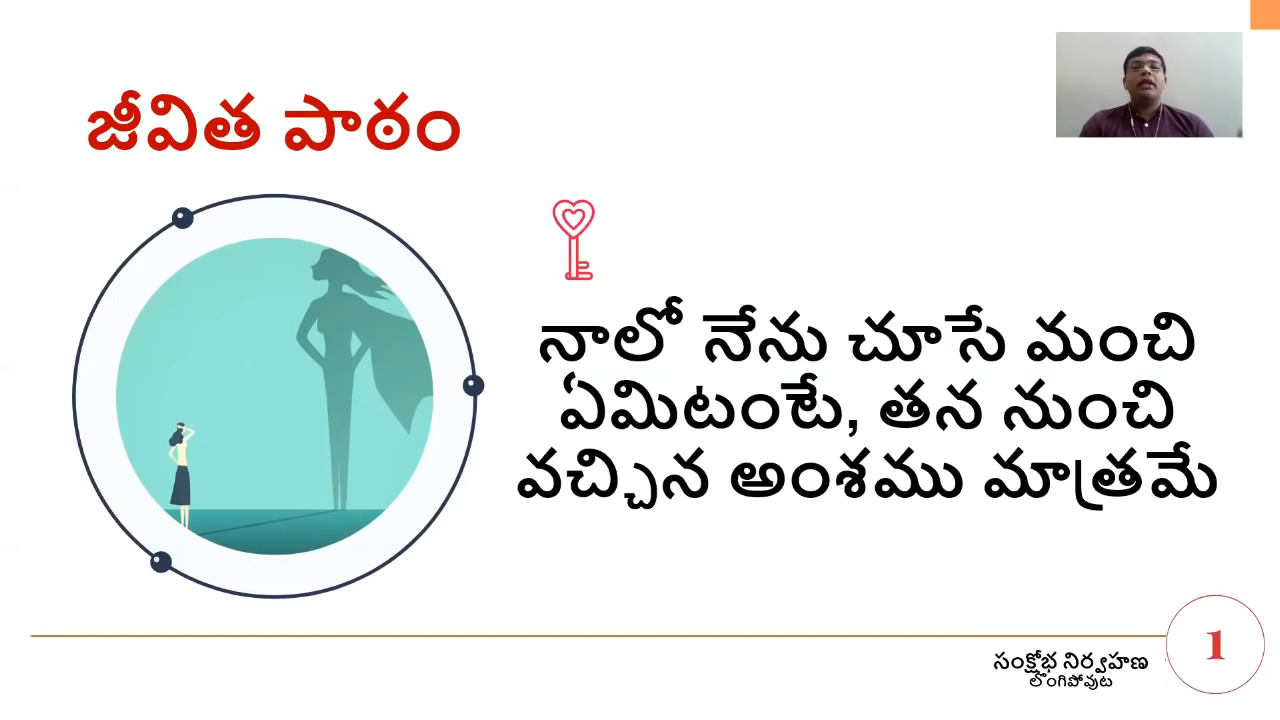 జీవిత పాఠం
నాలో నేను చూసే మంచి
ఏమిటంటే, తన నుంచి
వచ్చిన అంశము మాత్రమే
సంక్షోభ నిర్వహణ
లొంగిపోవుట
1